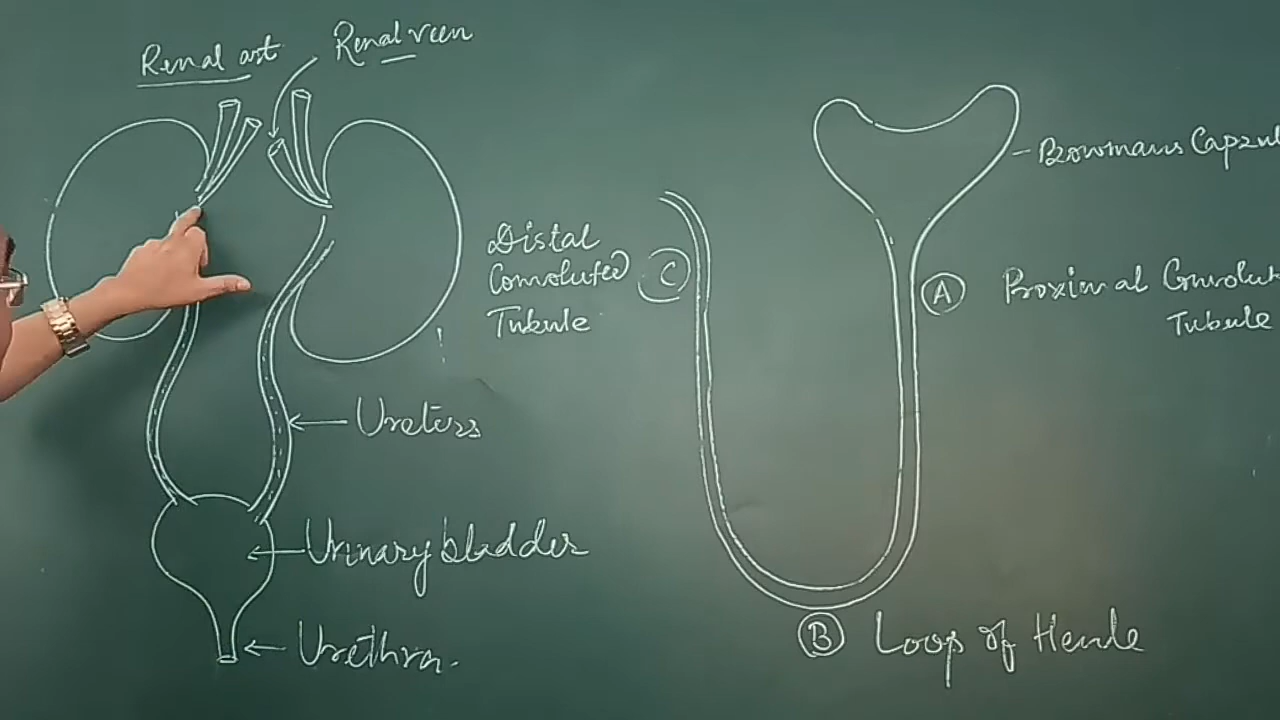 Renal art
Renal veen
Bowmans Capsul
Distal
Convoluted
Tubule
C
A
Proximal Convolut
Tubule
Ureters
Urinary bladder
Urethra.
B Loop of Henle